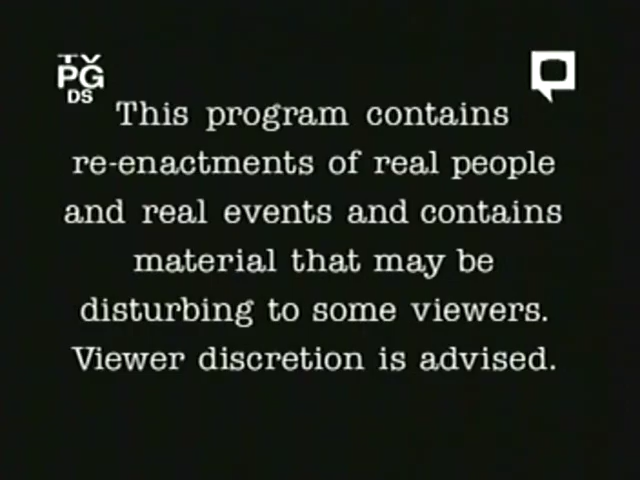 TV
PG
DS
This program contains
re-enactments of real people
and real events and contains
material that may be
disturbing to some viewers.
Viewer discretion is advised.